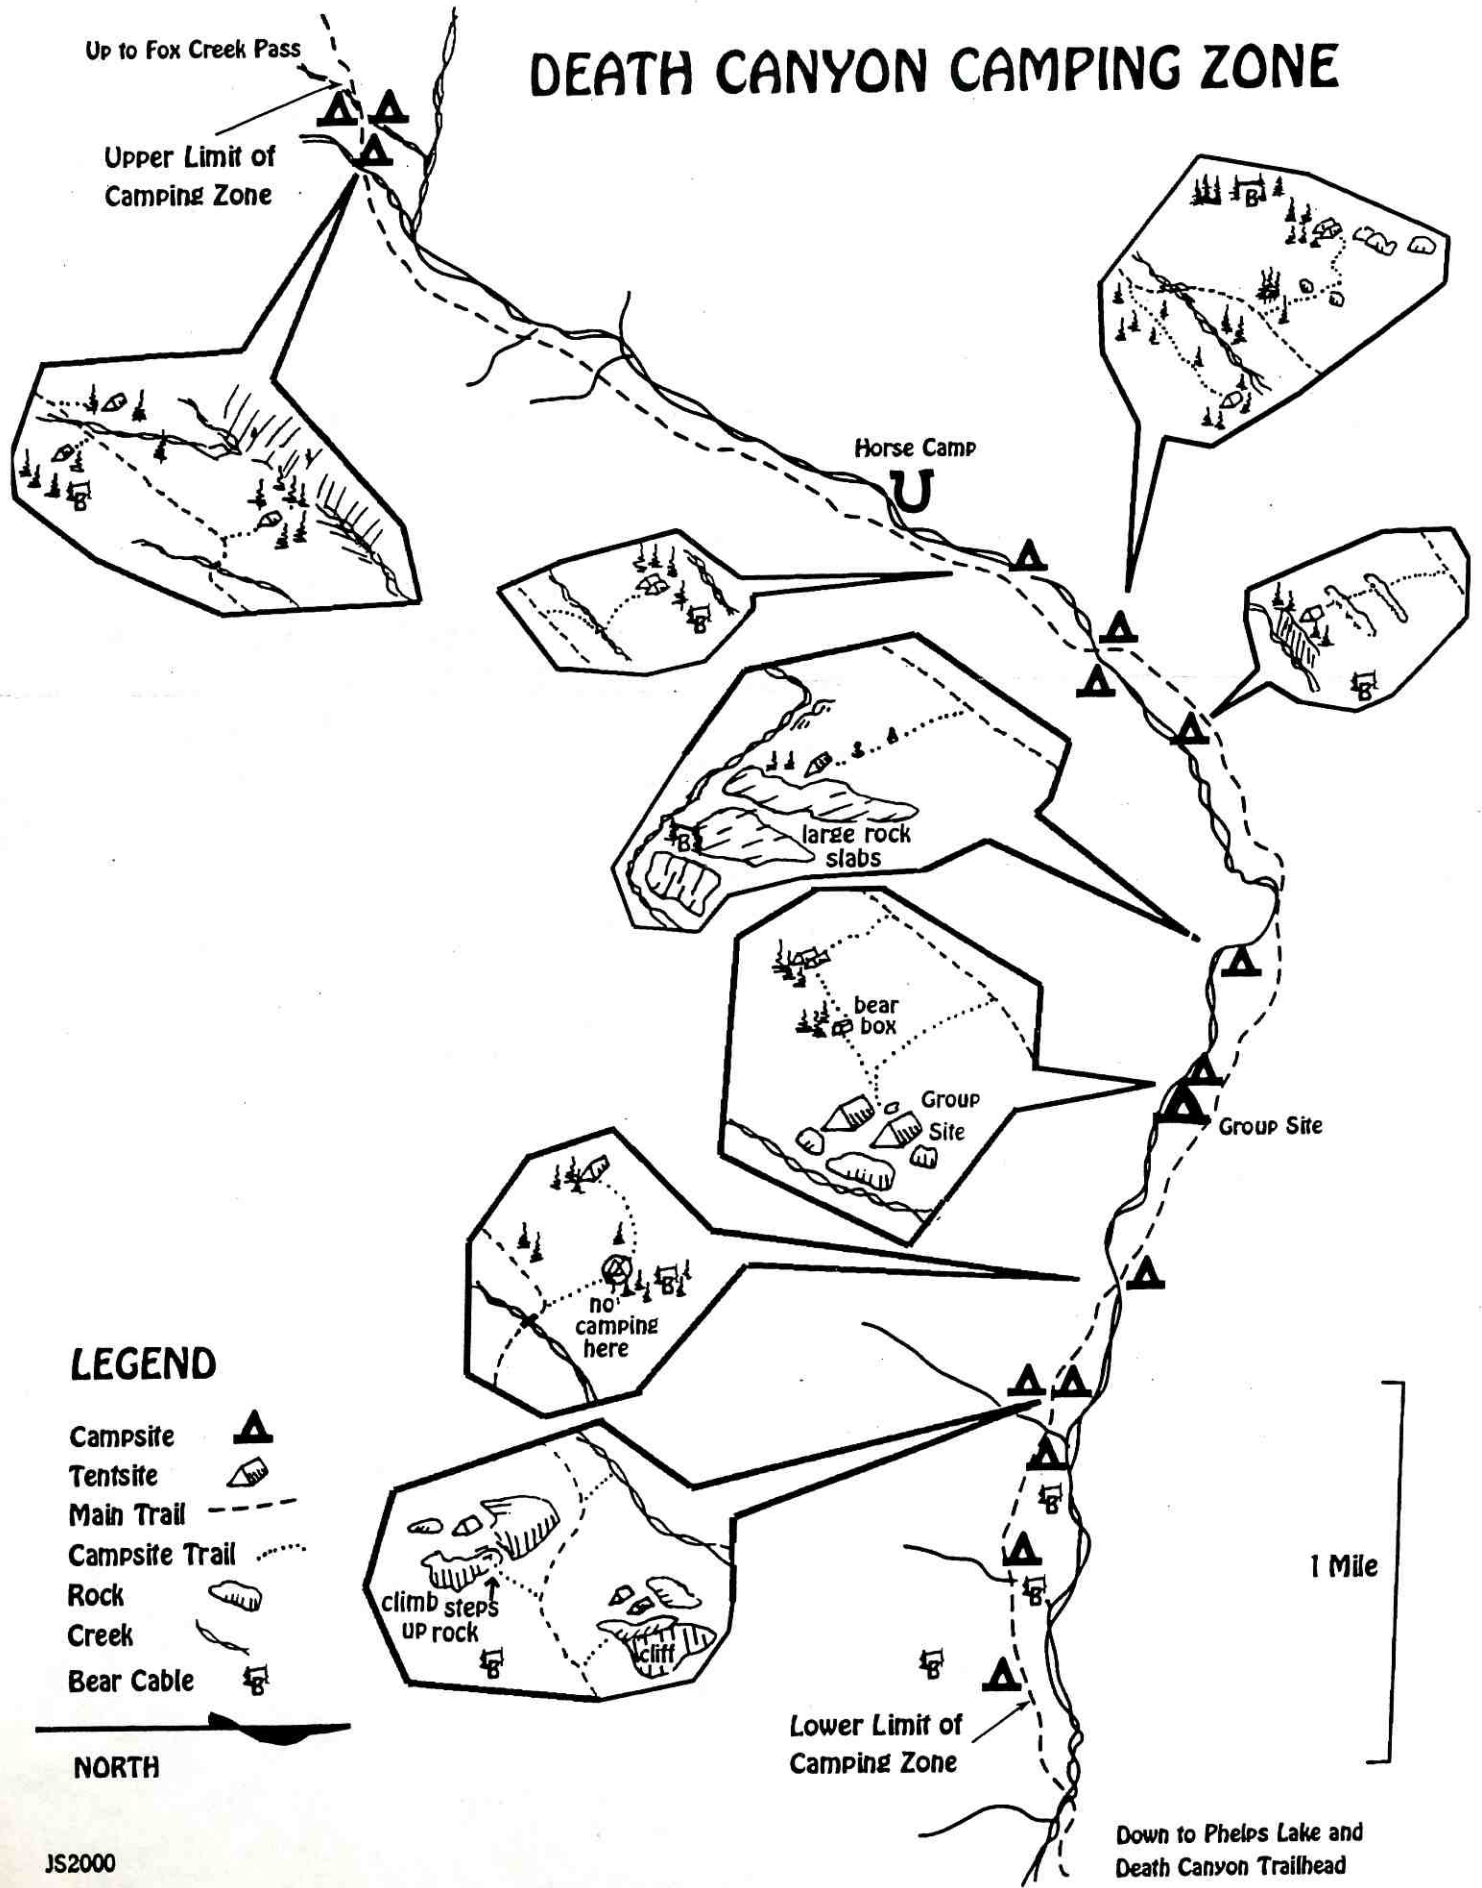 DEATH CANYON CAMPING ZONE
Up to Fox Creek Pass
Upper Limit of
Camping Zone
B
B
Horse Camp
B
B
large rock
slabs
B
bear
box
Group
Site
Group Site
B
no
camping
here
climb steps
up rock
cliff
B
B
B
B
1 Mile
Lower Limit of
Camping Zone
Down to Phelps Lake and
Death Canyon Trailhead
LEGEND
Campsite
Tentsite
Main Trail
Campsite Trail
Rock
Creek
Bear Cable B
NORTH
JS2000